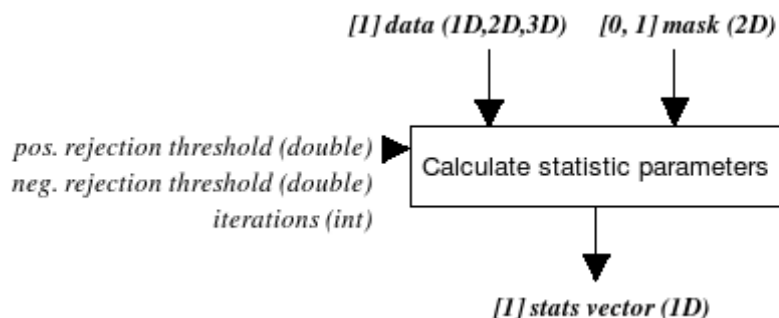 [1] data (1D,2D,3D) [0, 1] mask (2D)
pos. rejection threshold (double)
Calculate statistic parameters
neg. rejection threshold (double)
iterations (int)
[1] stats vector (1D)